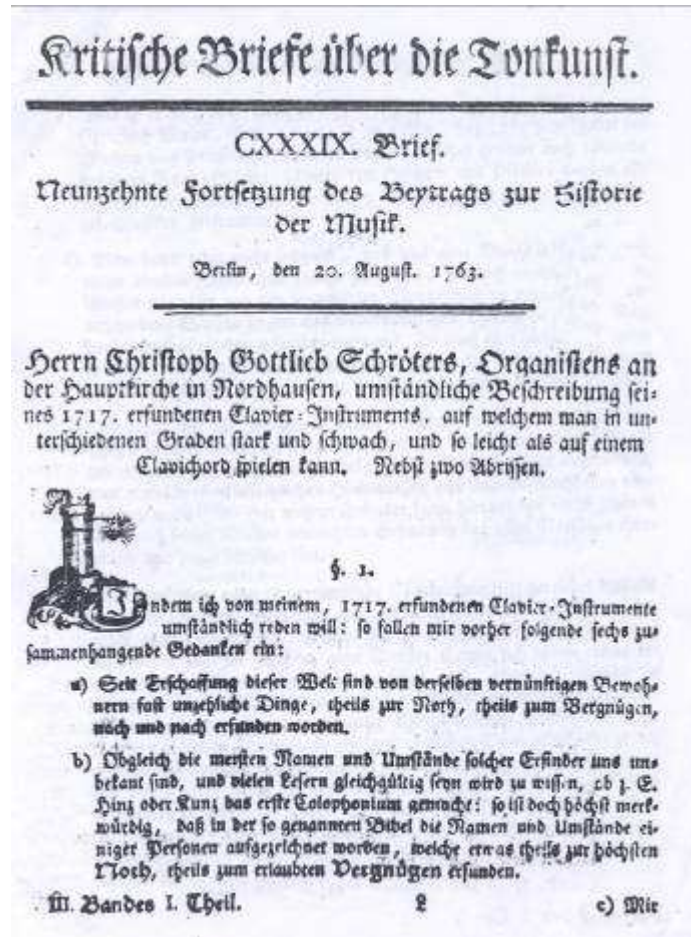 Kritische Briefe über die Tonkunst.
CXXXIX. Brief.
Neunzehnte Fortsetzung des Beytrags zur Historie
der Musik.
Berlin, den 20. August. 1763.
Herrn Christoph Gottlieb Schröters, Organistens an
der Hauptkirche in Nordhausen, umständliche Beschreibung sei-
nes 1717. erfundenen Clavier-Instruments, auf welchem man in un-
terschiedenen Graden stark und schwach, und so leicht als auf einem
Clavichord spielen kann. Nebst zwo Abrissen.
§. 1.
Indem ich von meinem, 1717. erfundenen Clavier-Instrumente
umständlich reden will: so fallen mir vorher folgende sechs zu-
sammenhangende Gedanken ein:
a) Seit Erschaffung dieser Welt sind von derselben vernünftigen Bewoh-
nern fast unzehliche Dinge, theils zur Noth, theils zum Vergnügen,
nach und nach erfunden worden.
b) Obgleich die meisten Namen und Umstände solcher Erfinder uns un-
bekant sind, und vielen Lesern gleichgültig seyn wird zu wissen, ob z. E.
Hinz oder Kunz das erste Colophonium gemacht: so ist doch höchst merk-
würdig, daß in der so genannten Bibel die Namen und Umstände ei-
niger Personen aufgezeichnet worden, welche etwas theils zur höchsten
Noth, theils zum erlaubten Vergnügen erfunden.
III. Bandes I. Theil. L c) Mir